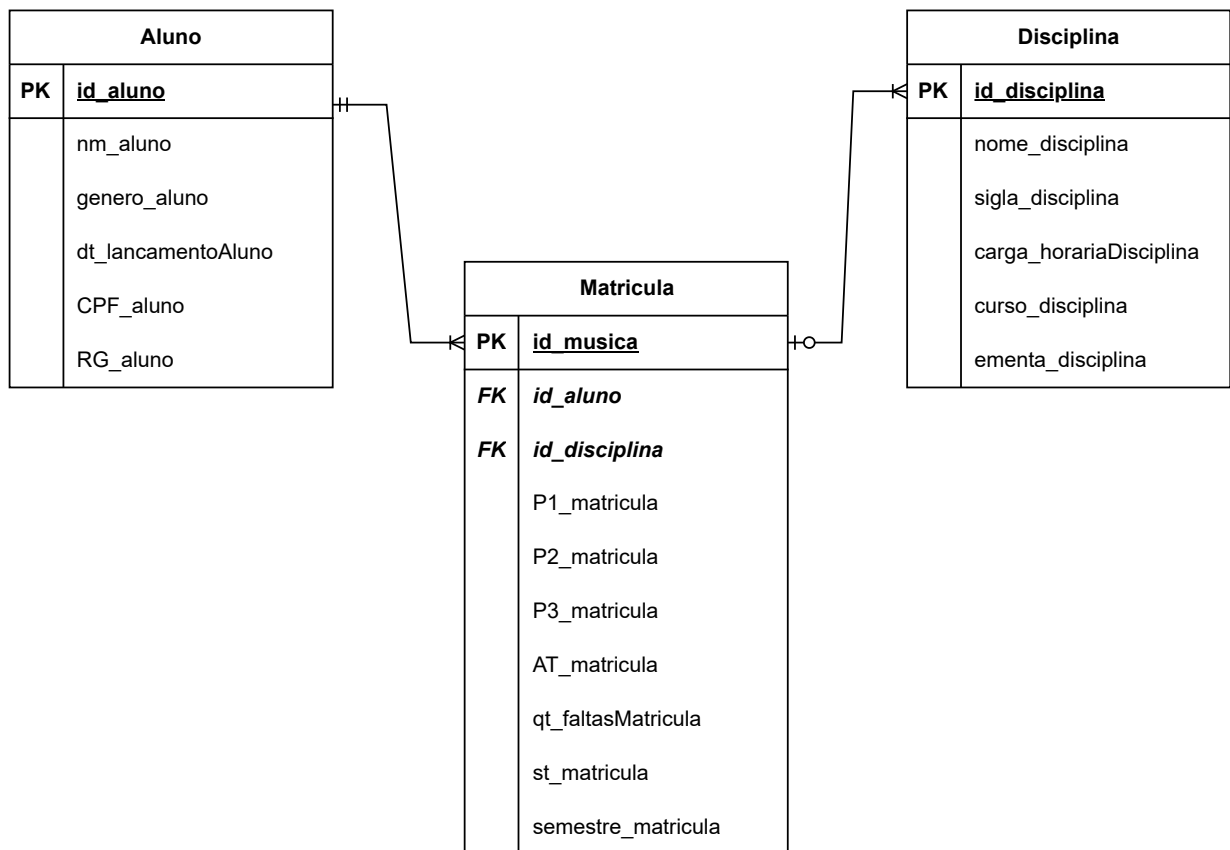 Aluno
PK id_aluno
nm_aluno
genero_aluno
dt_lancamentoAluno
CPF_aluno
RG_aluno
Disciplina
PK id_disciplina
nome_disciplina
sigla_disciplina
carga_horariaDisciplina
curso_disciplina
ementa_disciplina
Matricula
PK id_musica
FK id_aluno
FK id_disciplina
P1_matricula
P2_matricula
P3_matricula
AT_matricula
qt_faltasMatricula
st_matricula
semestre_matricula